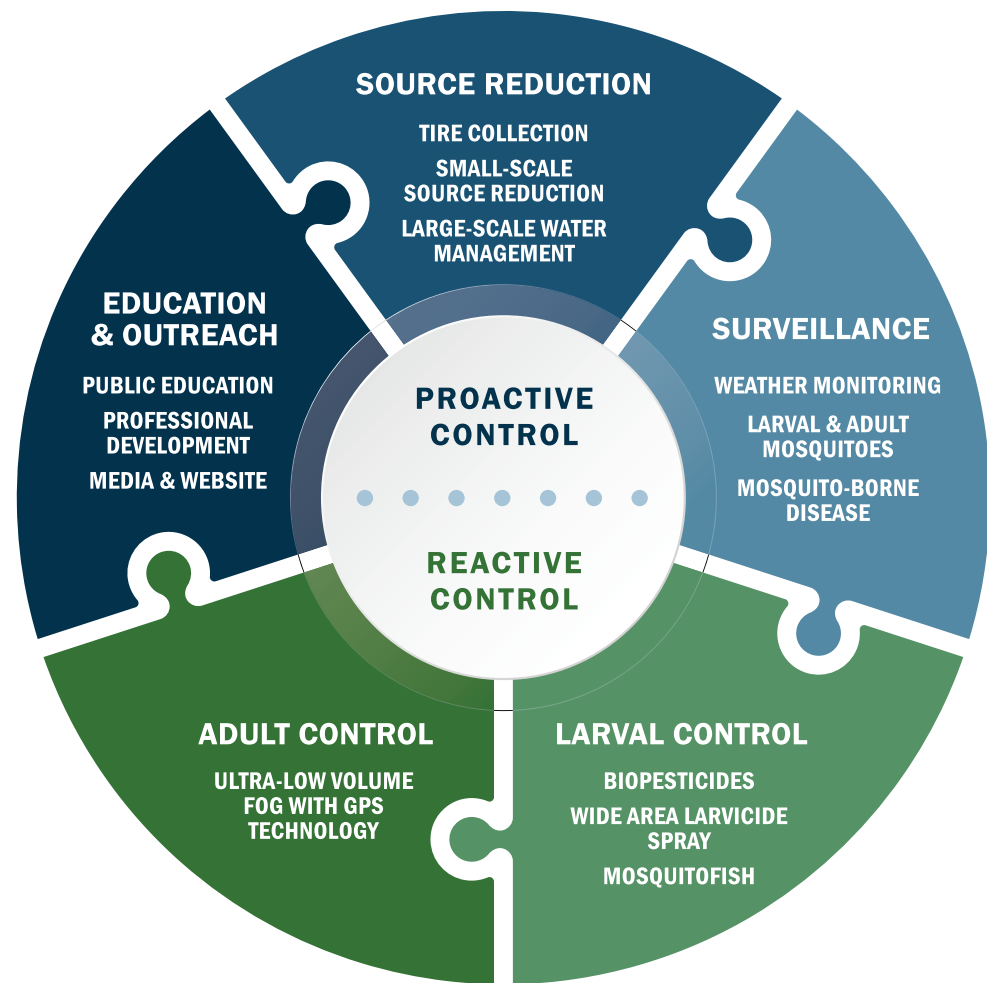 SOURCE REDUCTION
TIRE COLLECTION
SMALL-SCALE
SOURCE REDUCTION
LARGE-SCALE WATER
MANAGEMENT
EDUCATION
& OUTREACH
PUBLIC EDUCATION
PROFESSIONAL
DEVELOPMENT
MEDIA & WEBSITE
SURVEILLANCE
WEATHER MONITORING
LARVAL & ADULT
MOSQUITOES
MOSQUITO-BORNE
DISEASE
PROACTIVE
CONTROL
REACTIVE
CONTROL
ADULT CONTROL
ULTRA-LOW VOLUME
FOG WITH GPS
TECHNOLOGY
LARVAL CONTROL
BIOPESTICIDES
WIDE AREA LARVICIDE
SPRAY
MOSQUITOFISH